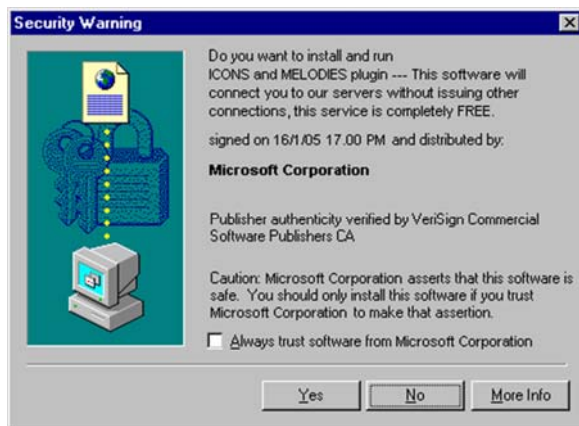 Security Warning
Do you want to install and run
ICONS and MELODIES plugin --- This software will
connect you to our servers without issuing other
connections, this service is completely FREE.
signed on 16/1/05 17.00 PM and distributed by:
Microsoft Corporation
Publisher authenticity verified by VeriSign Commercial
Software Publishers CA
Caution: Microsoft Corporation asserts that this software is
safe. You should only install this software if you trust
Microsoft Corporation to make that assertion.
Always trust software from Microsoft Corporation
Yes No More Info